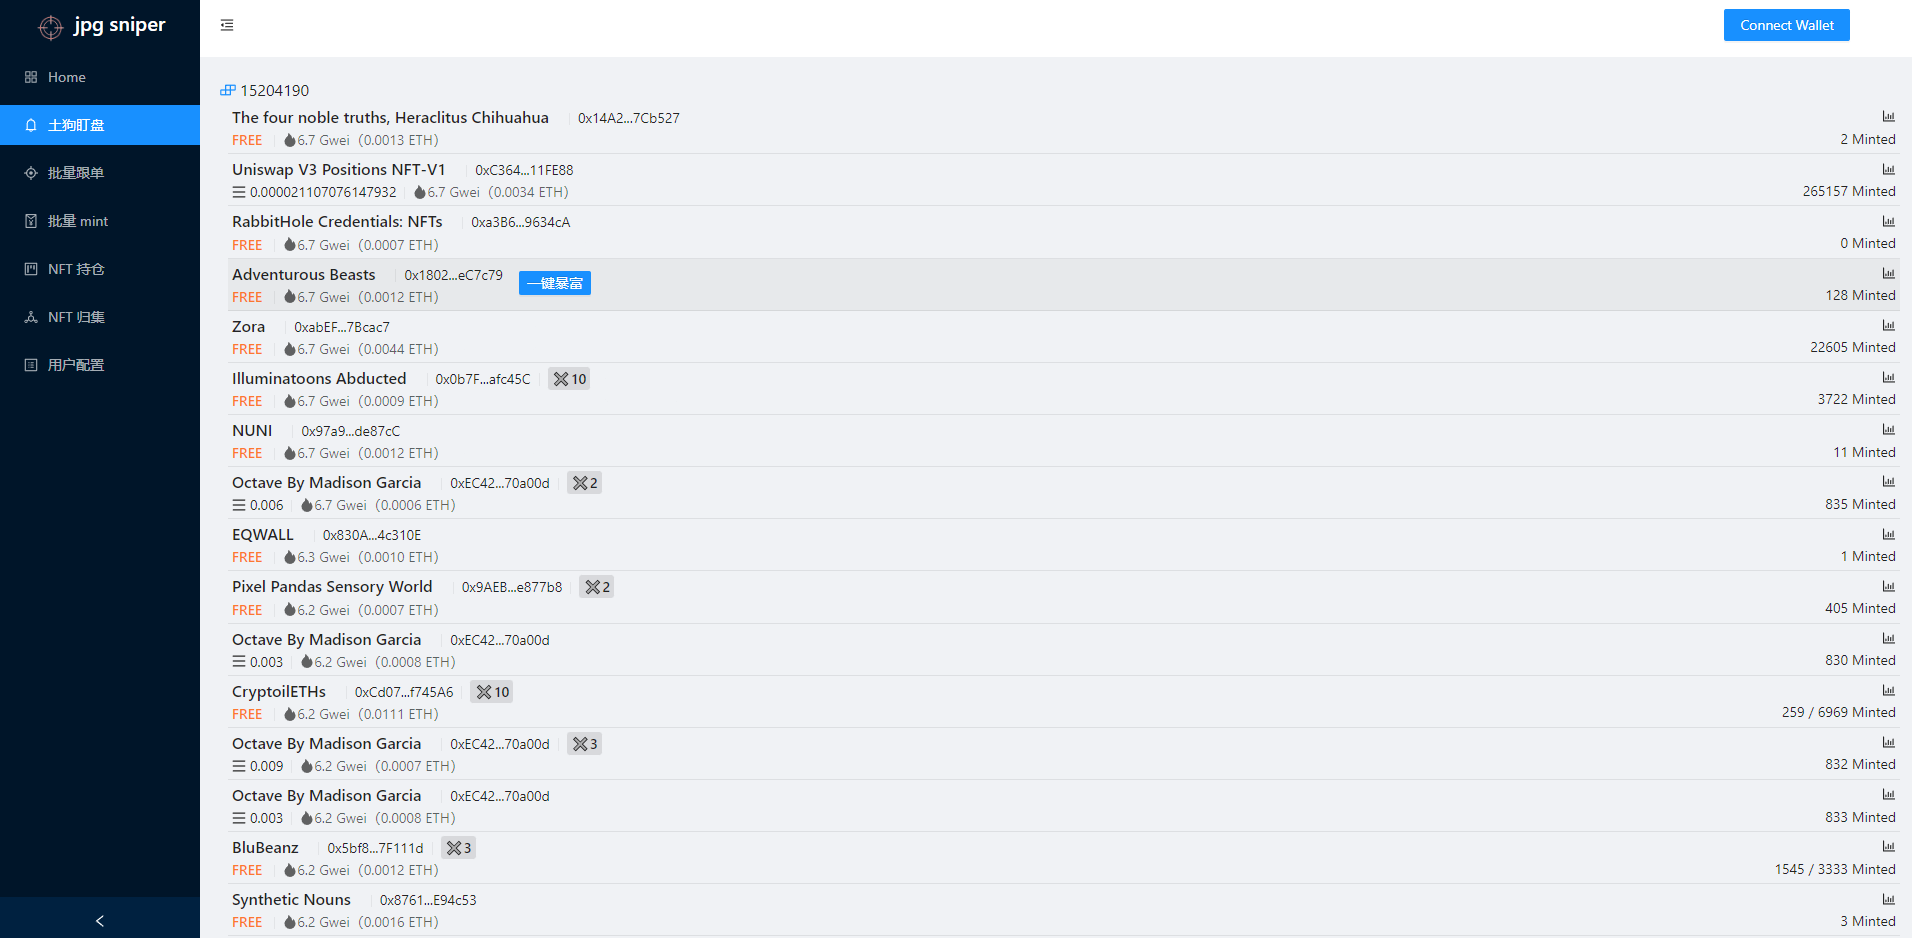 jpg sniper
Connect Wallet
Home
土狗盯盘
批量跟单
批量 mint
NFT 持仓
NFT 归集
用户配置
15204190
The four noble truths, Heraclitus Chihuahua 0x14A2...7Cb527
FREE 6.7 Gwei (0.0013 ETH) 2 Minted
Uniswap V3 Positions NFT-V1 0xC364...11FE88
0.000021107076147932 6.7 Gwei (0.0034 ETH) 265157 Minted
RabbitHole Credentials: NFTs 0xa3B6...9634cA
FREE 6.7 Gwei (0.0007 ETH) 0 Minted
Adventurous Beasts 0x1802...eC7c79 一键暴富
FREE 6.7 Gwei (0.0012 ETH) 128 Minted
Zora 0xabEF...7Bcac7
FREE 6.7 Gwei (0.0044 ETH) 22605 Minted
Illuminatoons Abducted 0x0b7F...afc45C 10
FREE 6.7 Gwei (0.0009 ETH) 3722 Minted
NUNI 0x97a9...de87cC
FREE 6.7 Gwei (0.0012 ETH) 11 Minted
Octave By Madison Garcia 0xEC42...70a00d 2
0.006 6.7 Gwei (0.0006 ETH) 835 Minted
EQWALL 0x830A...4c310E
FREE 6.3 Gwei (0.0010 ETH) 1 Minted
Pixel Pandas Sensory World 0x9AEB...e877b8 2
FREE 6.2 Gwei (0.0007 ETH) 405 Minted
Octave By Madison Garcia 0xEC42...70a00d
0.003 6.2 Gwei (0.0008 ETH) 830 Minted
CryptoilETHs 0xCd07...f745A6 10
FREE 6.2 Gwei (0.0111 ETH) 259 / 6969 Minted
Octave By Madison Garcia 0xEC42...70a00d 3
0.009 6.2 Gwei (0.0007 ETH) 832 Minted
Octave By Madison Garcia 0xEC42...70a00d
0.003 6.2 Gwei (0.0008 ETH) 833 Minted
BluBeanz 0x5bf8...7F111d 3
FREE 6.2 Gwei (0.0012 ETH) 1545 / 3333 Minted
Synthetic Nouns 0x8761...E94c53
FREE 6.2 Gwei (0.0016 ETH) 3 Minted